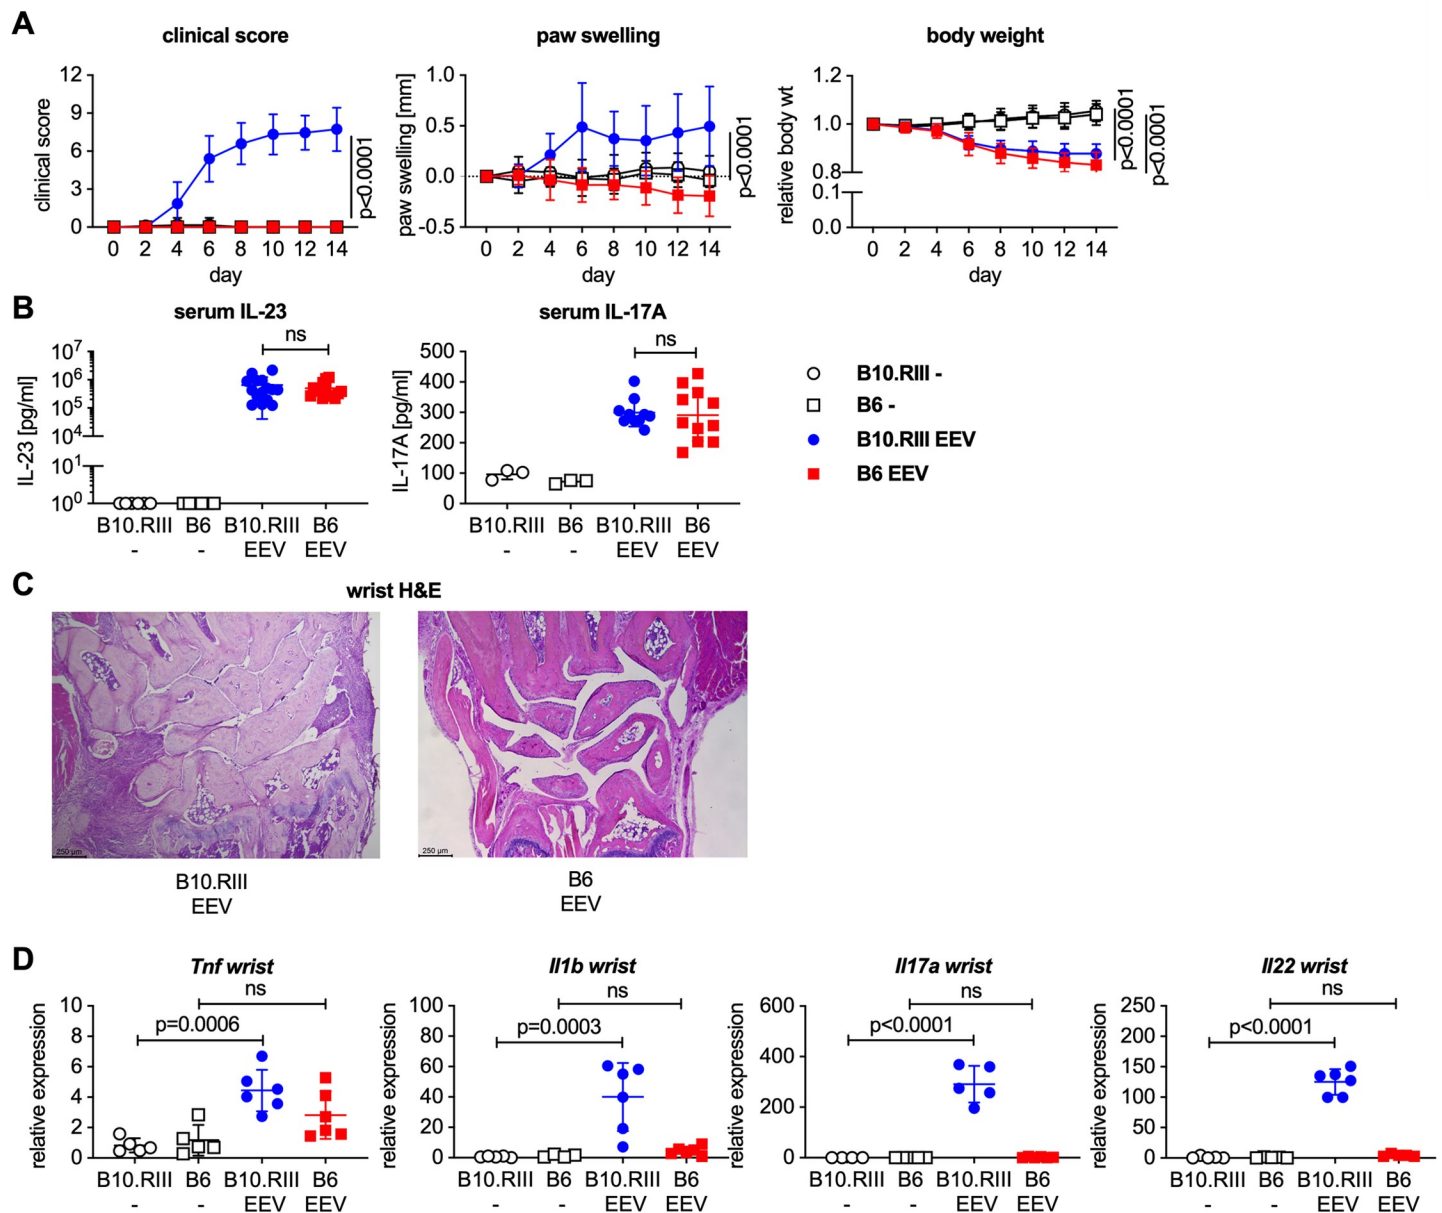 A
clinical score
paw swelling
body weight
clinical score
12
9
6
3
0
0 2 4 6 8 10 12 14
day
p<0.0001
paw swelling [mm]
1.0
0.5
0.0
-0.5
0 2 4 6 8 10 12 14
day
p<0.0001
relative body wt
1.2
1.0
0.8
0.1
0.0
0 2 4 6 8 10 12 14
day
p<0.0001
p<0.0001
B
serum IL-23
serum IL-17A
IL-23 [pg/ml]
10⁷
10⁶
10⁵
10⁴
10¹
10⁰
ns
B10.RIII B6 B10.RIII B6
- - EEV EEV
IL-17A [pg/ml]
500
400
300
200
100
0
ns
B10.RIII B6 B10.RIII B6
- - EEV EEV
B10.RIII -
B6 -
B10.RIII EEV
B6 EEV
C
wrist H&E
250 µm
250 µm
B10.RIII
EEV
B6
EEV
D
Tnf wrist
relative expression
10
8
6
4
2
0
ns
p=0.0006
B10.RIII B6 B10.RIII B6
- - EEV EEV
Il1b wrist
relative expression
100
80
60
40
20
0
ns
p=0.0003
B10.RIII B6 B10.RIII B6
- - EEV EEV
Il17a wrist
relative expression
600
400
200
0
ns
p<0.0001
B10.RIII B6 B10.RIII B6
- - EEV EEV
Il22 wrist
relative expression
250
200
150
100
50
0
ns
p<0.0001
B10.RIII B6 B10.RIII B6
- - EEV EEV